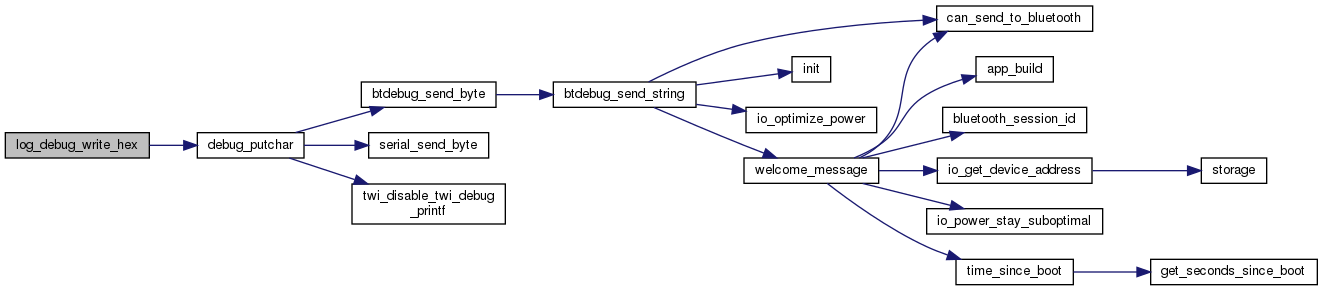 log_debug_write_hex
debug_putchar
btdebug_send_byte
serial_send_byte
twi_disable_twi_debug
_printf
btdebug_send_string
can_send_to_bluetooth
init
io_optimize_power
welcome_message
app_build
bluetooth_session_id
io_get_device_address
storage
io_power_stay_suboptimal
time_since_boot
get_seconds_since_boot